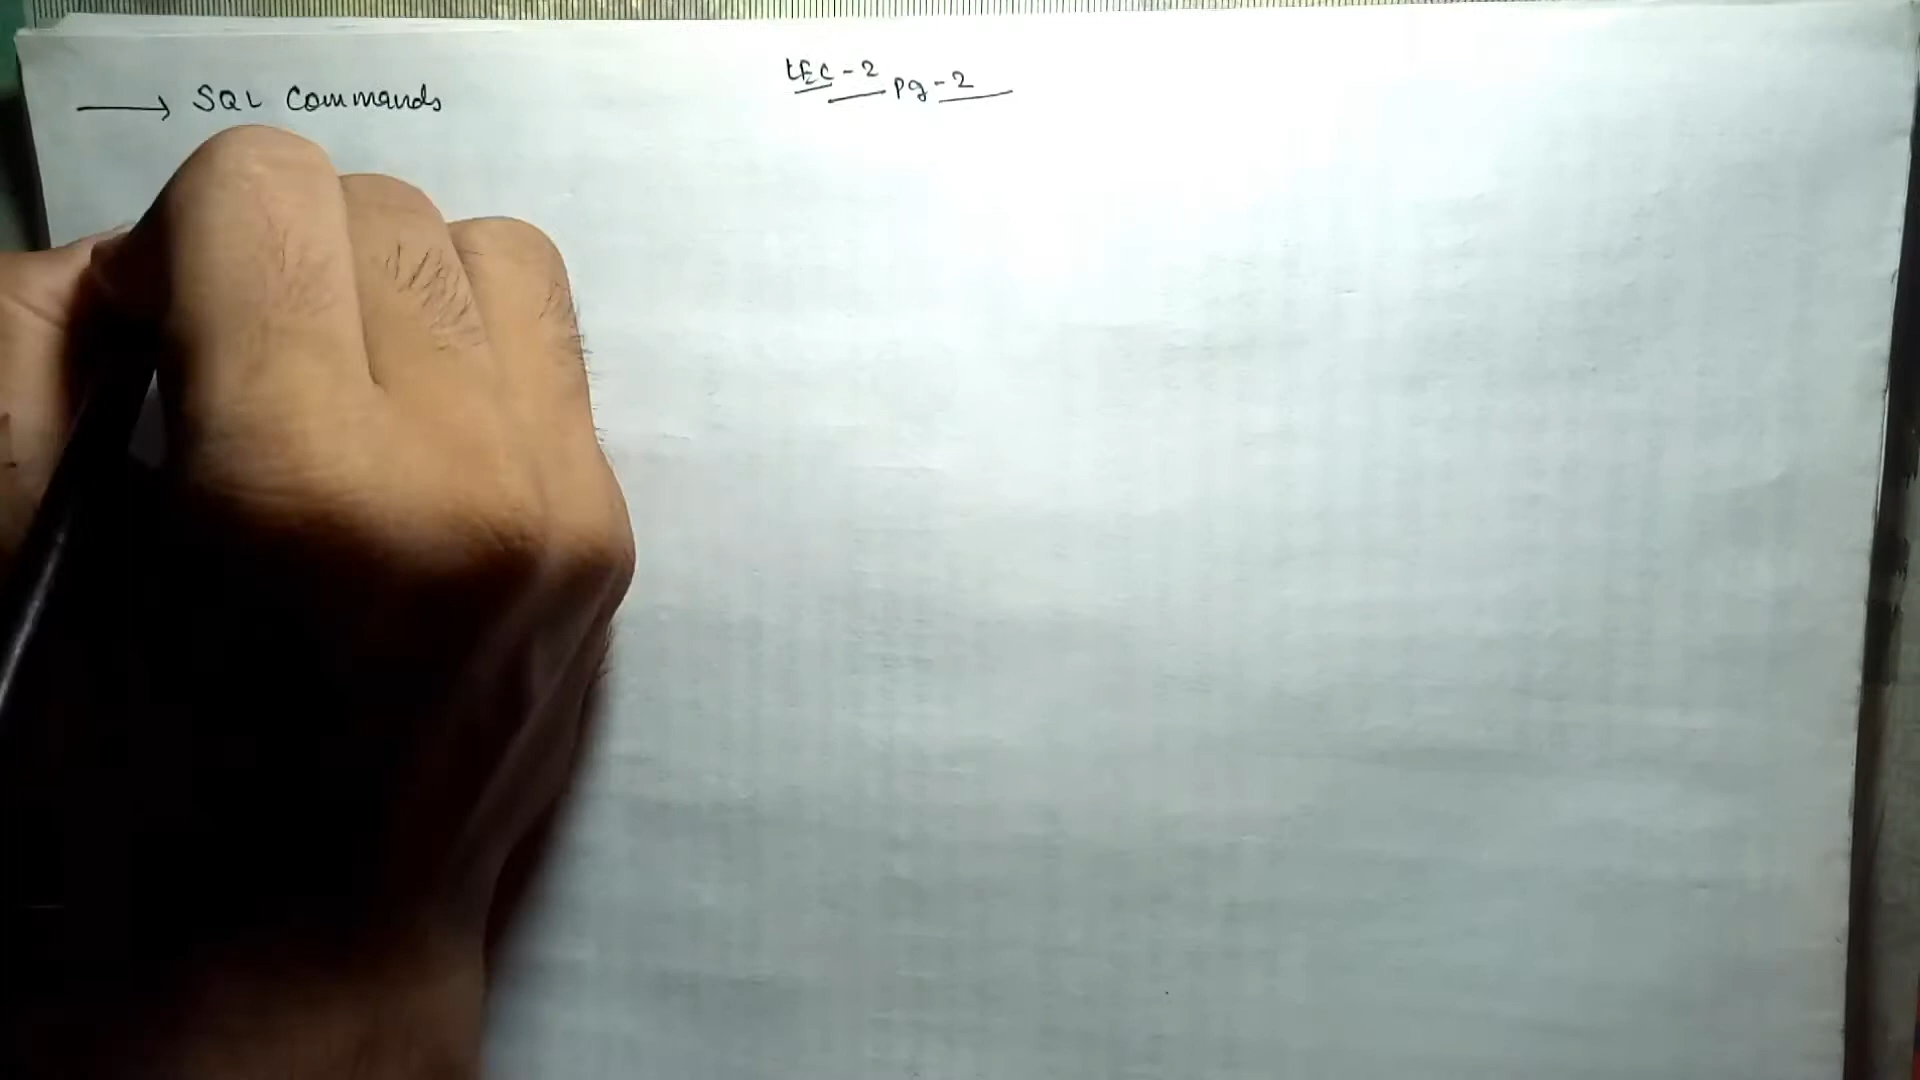 LEC-2
pg-2
→ SQL Commands